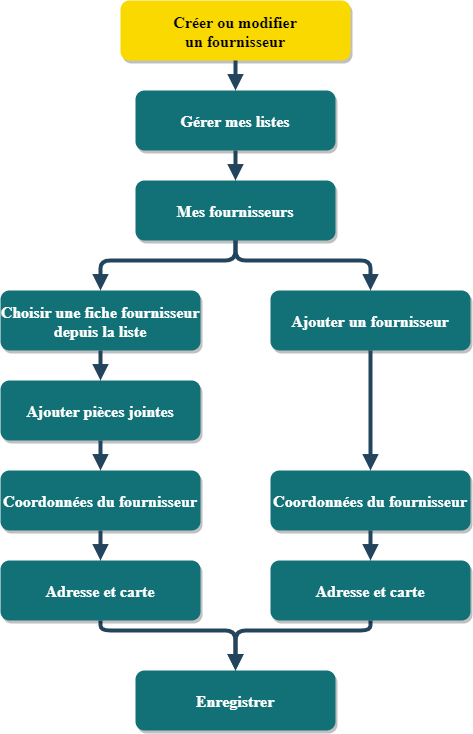 Créer ou modifier
un fournisseur
Gérer mes listes
Mes fournisseurs
Choisir une fiche fournisseur
depuis la liste
Ajouter un fournisseur
Ajouter pièces jointes
Coordonnées du fournisseur
Coordonnées du fournisseur
Adresse et carte
Adresse et carte
Enregistrer